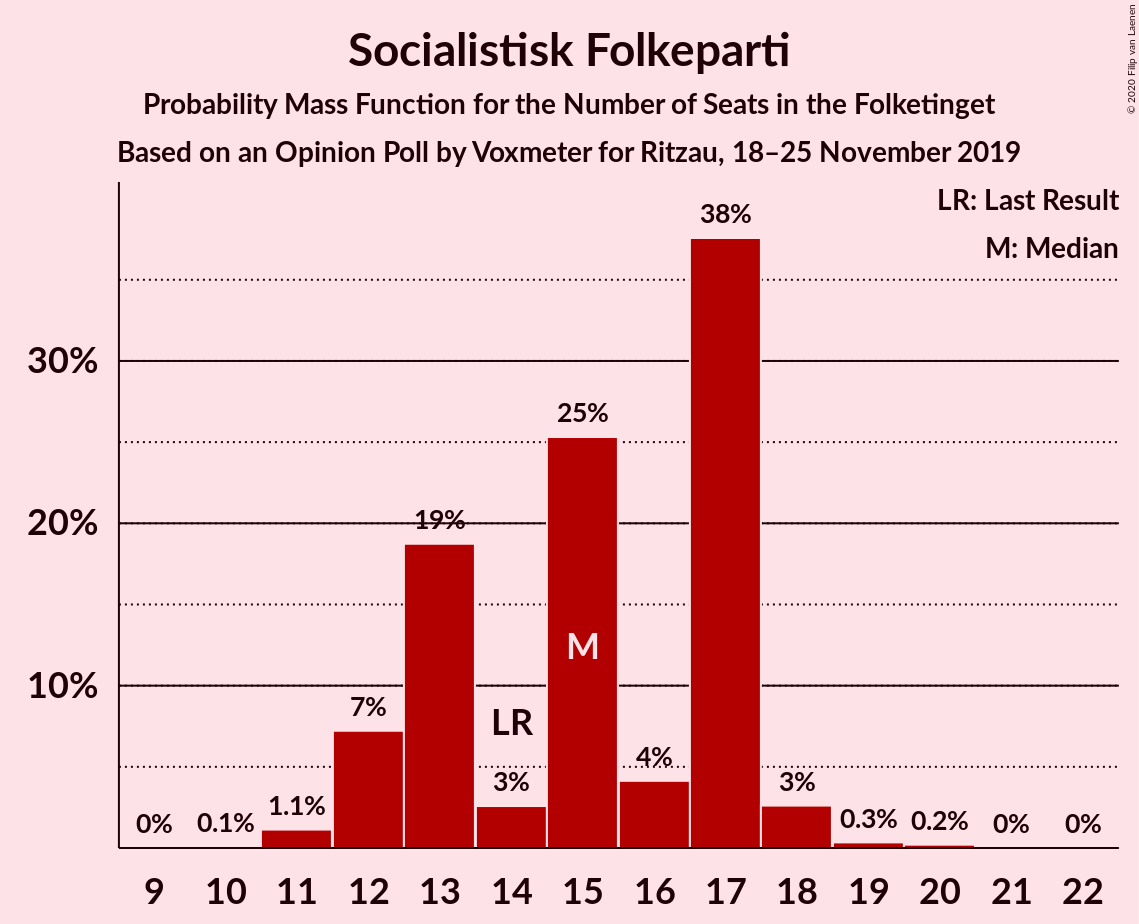 Socialistisk Folkeparti
Probability Mass Function for the Number of Seats in the Folketinget
Based on an Opinion Poll by Voxmeter for Ritzau, 18–25 November 2019
© 2020 Filip van Laenen
LR: Last Result
M: Median
38%
30%
25%
20%
19%
M
10%
7%
LR
4%
3%
3%
1.1%
0%
0.1%
0.3%
0.2%
0%
0%
9 10 11 12 13 14 15 16 17 18 19 20 21 22